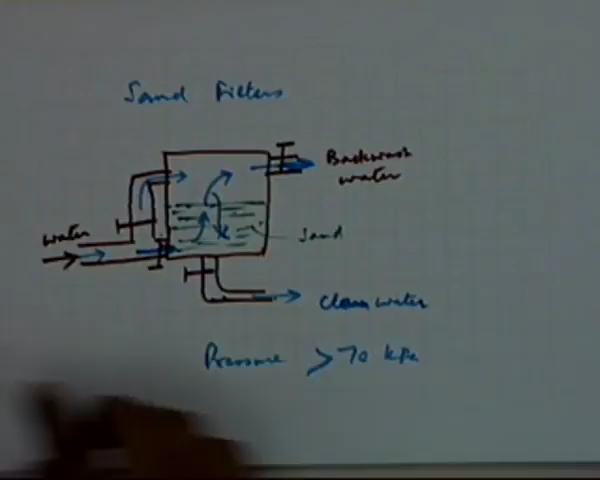 Sand Filters
Backwash
water
water
Sand
Clean water
Pressure > 70 kPa